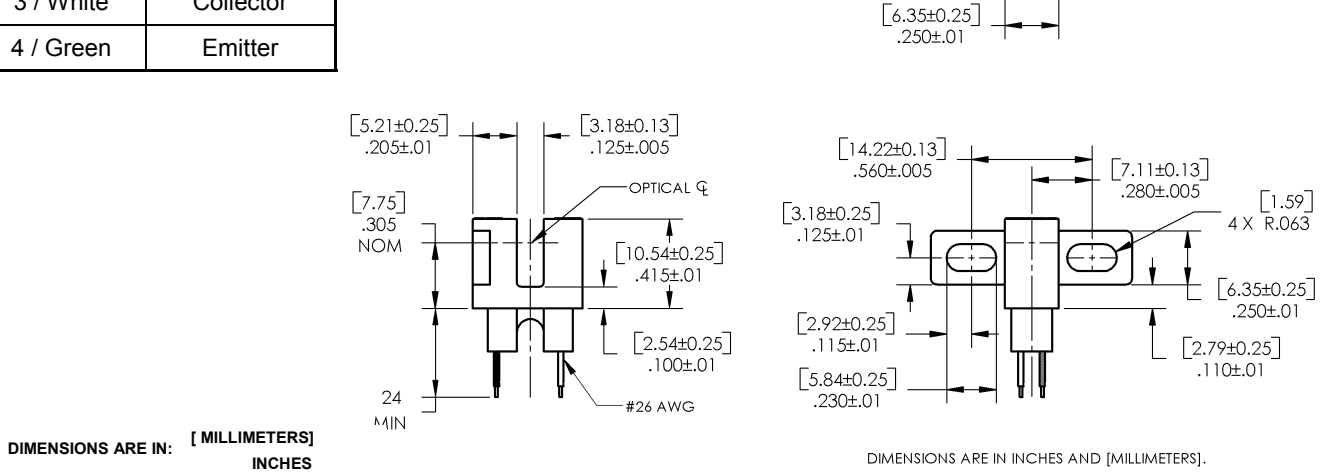 3 / White Collector
4 / Green Emitter
[6.35±0.25]
.250±.01
[5.21±0.25]
.205±.01
[3.18±0.13]
.125±.005
OPTICAL ℄
[7.75]
.305
NOM
[10.54±0.25]
.415±.01
[2.54±0.25]
.100±.01
24
MIN
#26 AWG
[14.22±0.13]
.560±.005
[7.11±0.13]
.280±.005
[1.59]
4 X R.063
[3.18±0.25]
.125±.01
[6.35±0.25]
.250±.01
[2.92±0.25]
.115±.01
[2.79±0.25]
.110±.01
[5.84±0.25]
.230±.01
DIMENSIONS ARE IN: [ MILLIMETERS]
INCHES
DIMENSIONS ARE IN INCHES AND [MILLIMETERS].